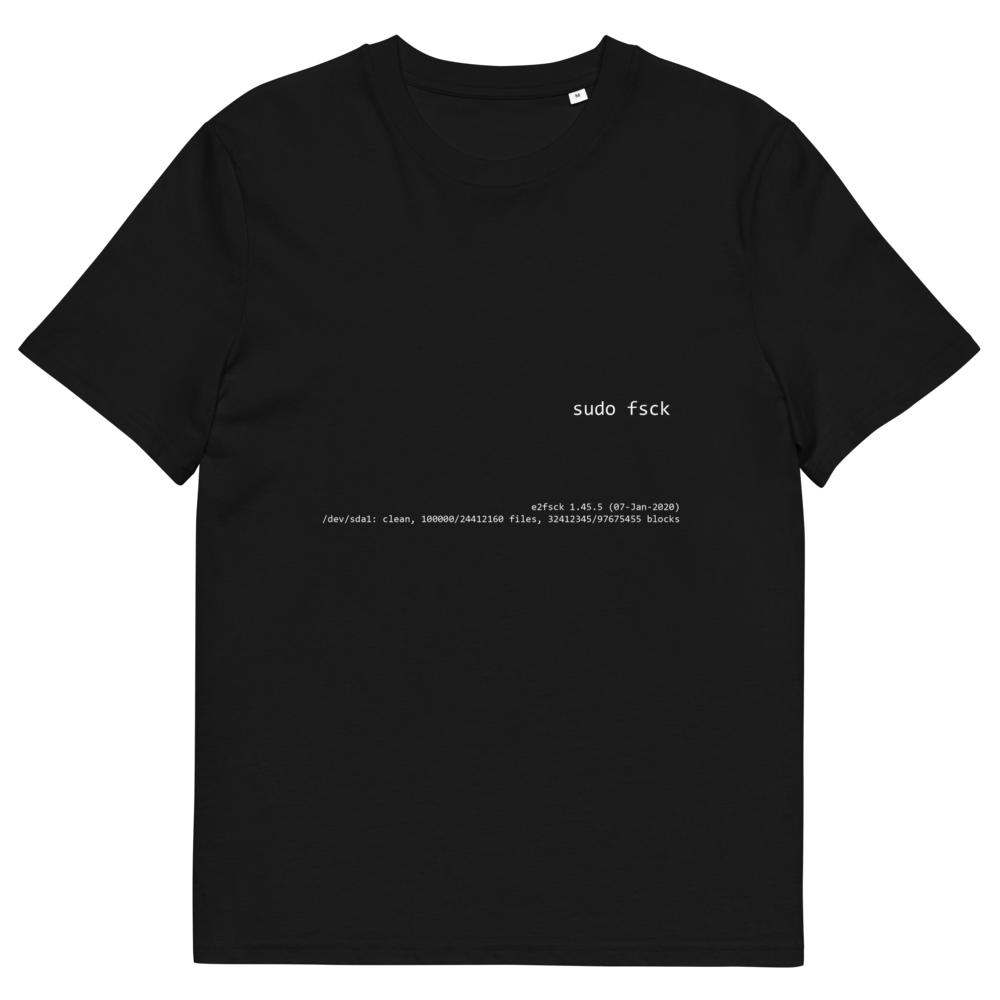 M
sudo fsck
e2fsck 1.45.5 (07-Jan-2020)
/dev/sda1: clean, 100000/24412160 files, 32412345/97675455 blocks